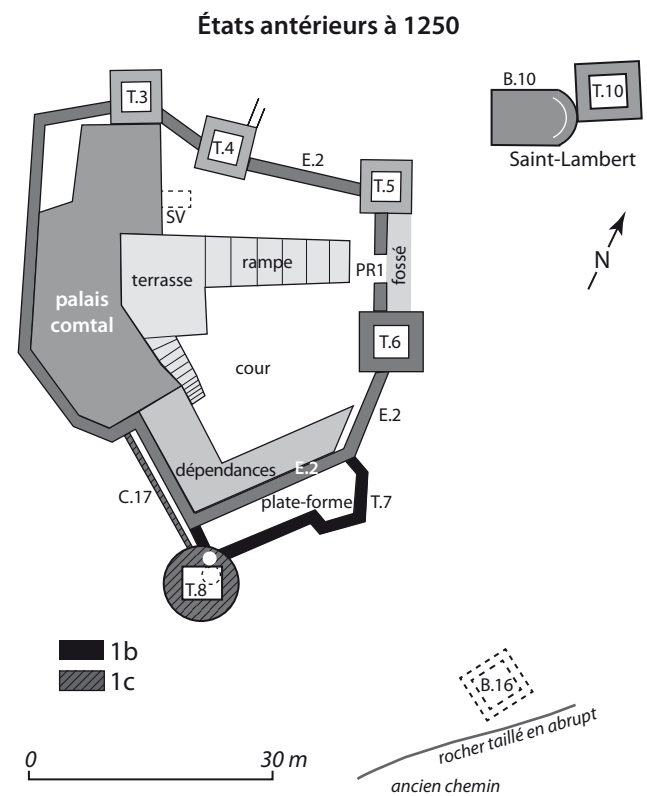 États antérieurs à 1250
T.3
B.10
T.10
Saint-Lambert
T.4
E.2
T.5
SV
N
rampe
PR1
fossé
terrasse
palais
comtal
T.6
cour
E.2
dépendances
E.2
C.17
plate-forme
T.7
T.8
1b
1c
B.16
rocher taillé en abrupt
0
30 m
ancien chemin